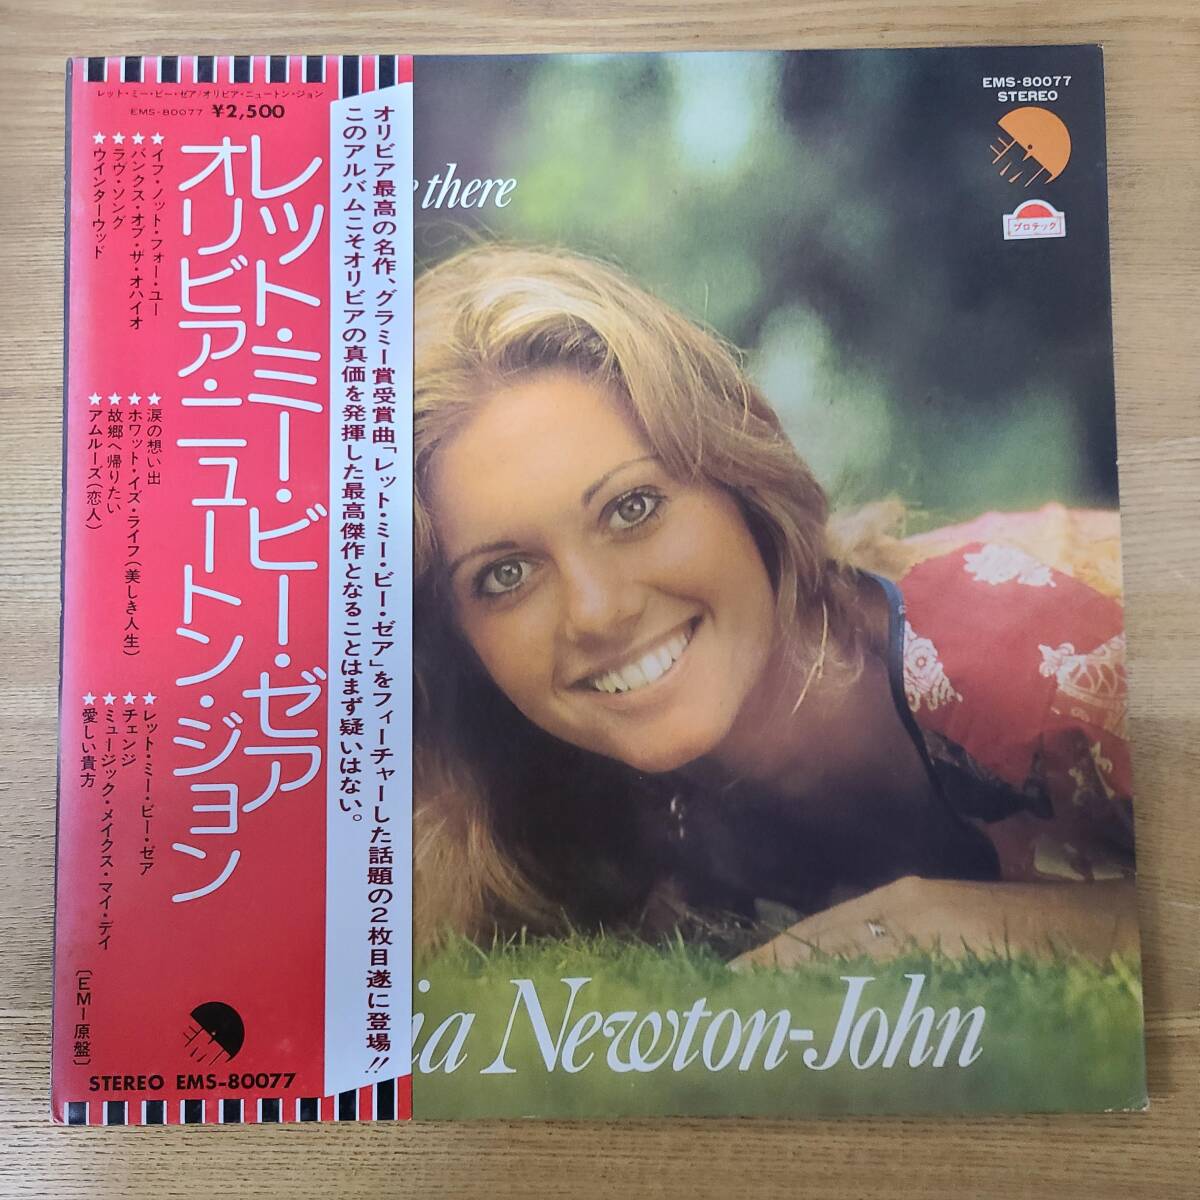 レット・ミー・ビー・ゼア/オリビア・ニュートン・ジョン
EMS-80077 ¥2,500
レット・ミー・ビー・ゼア
オリビア・ニュートン・ジョン
★イフ・ノット・フォー・ユー
★バンクス・オブ・ザ・オハイオ
★ラヴ・ソング
★ウインターウッド
★涙の想い出
★ホワット・イズ・ライフ(美しき人生)
★故郷へ帰りたい
★アムルーズ(恋人)
★レット・ミー・ビー・ゼア
★チェンジ
★ミュージック・メイクス・マイ・デイ
★愛しい貴方
〔EMI原盤〕
STEREO EMS-80077
オリビア最高の名作、グラミー賞受賞曲「レット・ミー・ビー・ゼア」をフィーチャーした話題の2枚目遂に登場!!
このアルバムこそオリビアの真価を発揮した最高傑作となることはまず疑いはない。
EMS-80077
STEREO
プロテック
there
Newton-John